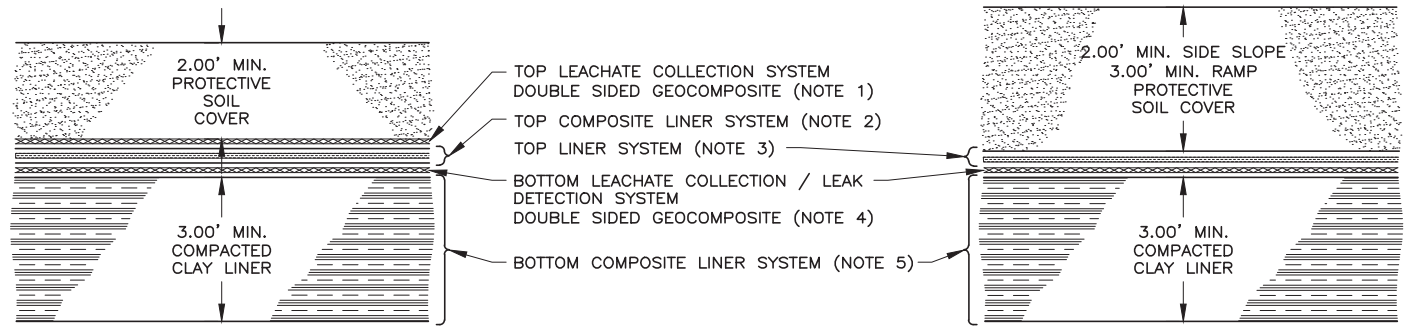 2.00' MIN.
PROTECTIVE
SOIL
COVER
3.00' MIN.
COMPACTED
CLAY LINER
TOP LEACHATE COLLECTION SYSTEM
DOUBLE SIDED GEOCOMPOSITE (NOTE 1)
TOP COMPOSITE LINER SYSTEM (NOTE 2)
TOP LINER SYSTEM (NOTE 3)
BOTTOM LEACHATE COLLECTION / LEAK
DETECTION SYSTEM
DOUBLE SIDED GEOCOMPOSITE (NOTE 4)
BOTTOM COMPOSITE LINER SYSTEM (NOTE 5)
2.00' MIN. SIDE SLOPE
3.00' MIN. RAMP
PROTECTIVE
SOIL COVER
3.00' MIN.
COMPACTED
CLAY LINER